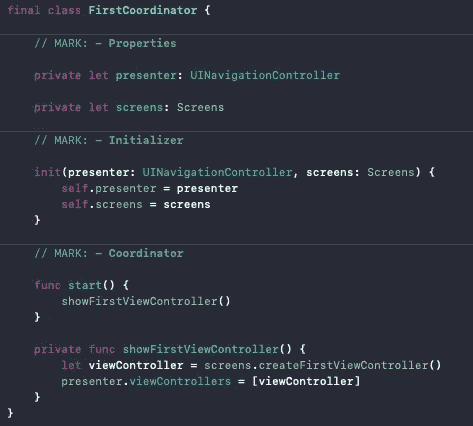 final class FirstCoordinator {
// MARK: - Properties
private let presenter: UINavigationController
private let screens: Screens
// MARK: - Initializer
init(presenter: UINavigationController, screens: Screens) {
self.presenter = presenter
self.screens = screens
}
// MARK: - Coordinator
func start() {
showFirstViewController()
}
private func showFirstViewController() {
let viewController = screens.createFirstViewController()
presenter.viewControllers = [viewController]
}
}